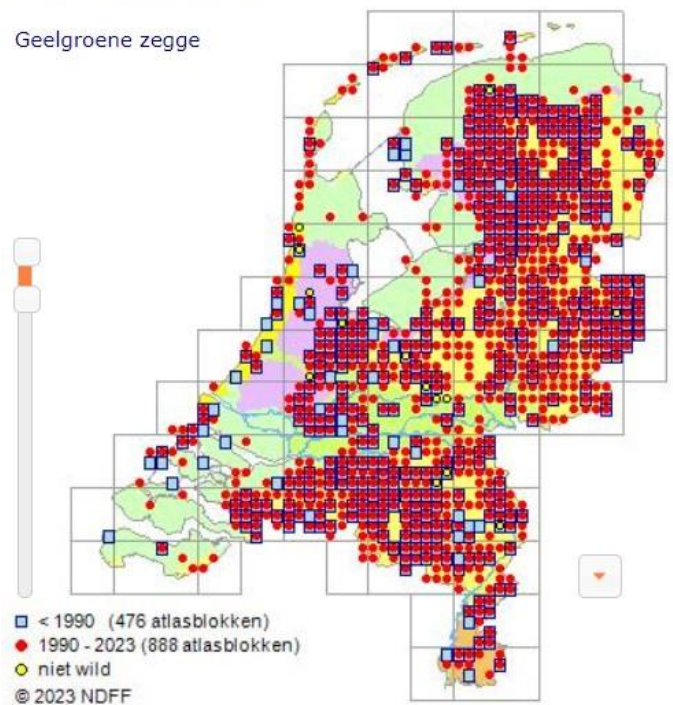 Geelgroene zegge
< 1990 (476 atlasblokken)
1990 - 2023 (888 atlasblokken)
niet wild
© 2023 NDFF